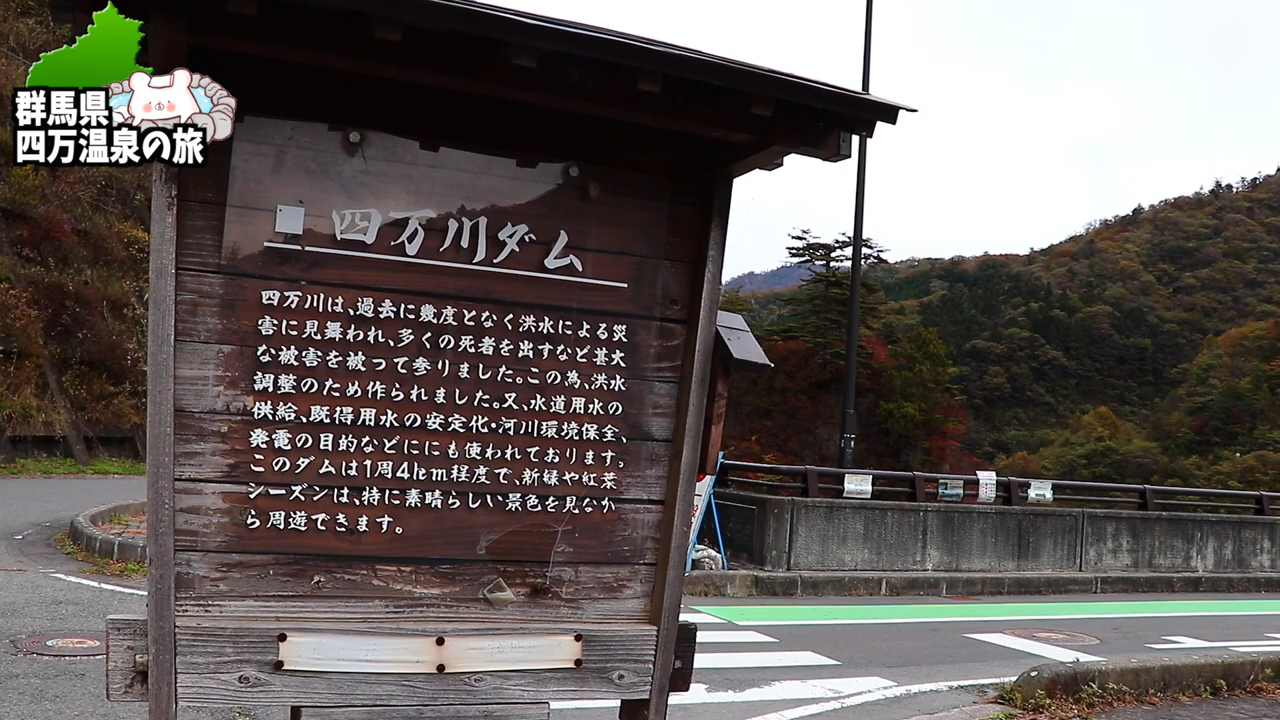 群馬県
四万温泉の旅
■四万川ダム
四万川は、過去に幾度となく洪水による災
害に見舞われ、多くの死者を出すなど甚大
な被害を被って参りました。この為、洪水
調整のため作られました。又、水道用水の
供給、既得用水の安定化・河川環境保全、
発電の目的などにも使われております。
このダムは1周4km程度で、新緑や紅葉
シーズンは、特に素晴らしい景色を見なが
ら周遊できます。